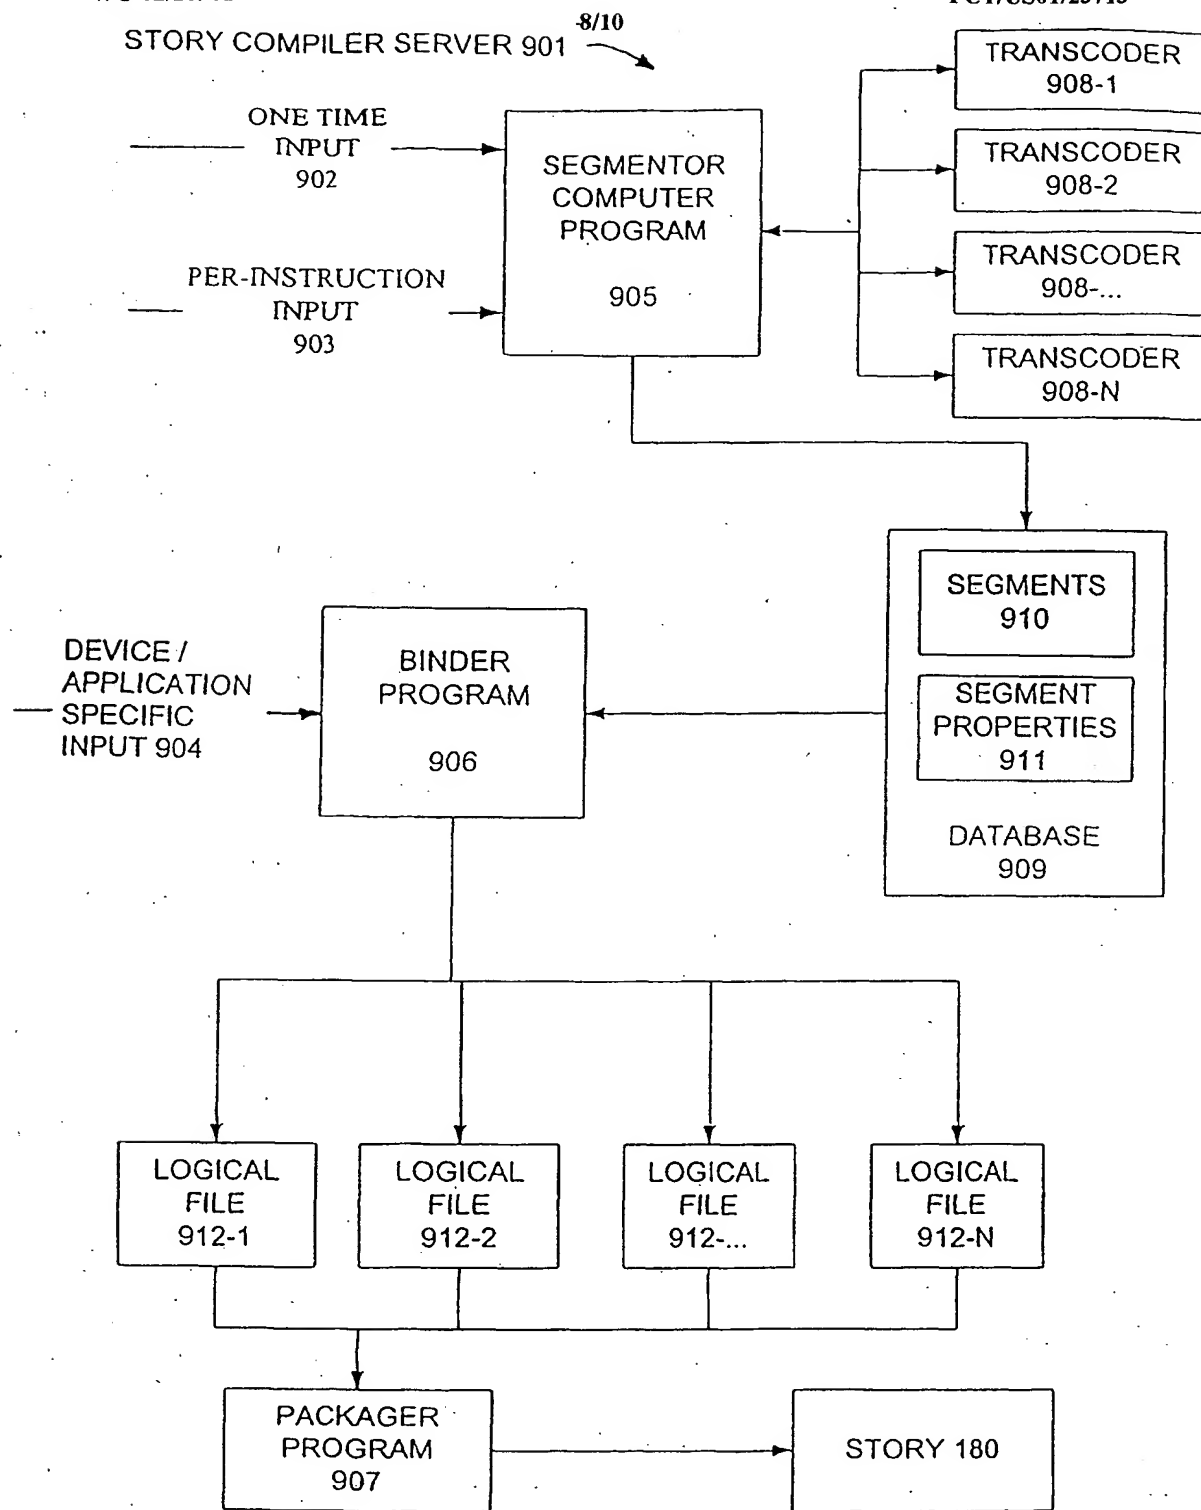 8/10
STORY COMPILER SERVER 901
ONE TIME
INPUT
902
PER-INSTRUCTION
INPUT
903
SEGMENTOR
COMPUTER
PROGRAM
905
TRANSCODER
908-1
TRANSCODER
908-2
TRANSCODER
908-...
TRANSCODER
908-N
SEGMENTS
910
SEGMENT
PROPERTIES
911
DATABASE
909
DEVICE /
APPLICATION
SPECIFIC
INPUT 904
BINDER
PROGRAM
906
LOGICAL
FILE
912-1
LOGICAL
FILE
912-2
LOGICAL
FILE
912-...
LOGICAL
FILE
912-N
PACKAGER
PROGRAM
907
STORY 180